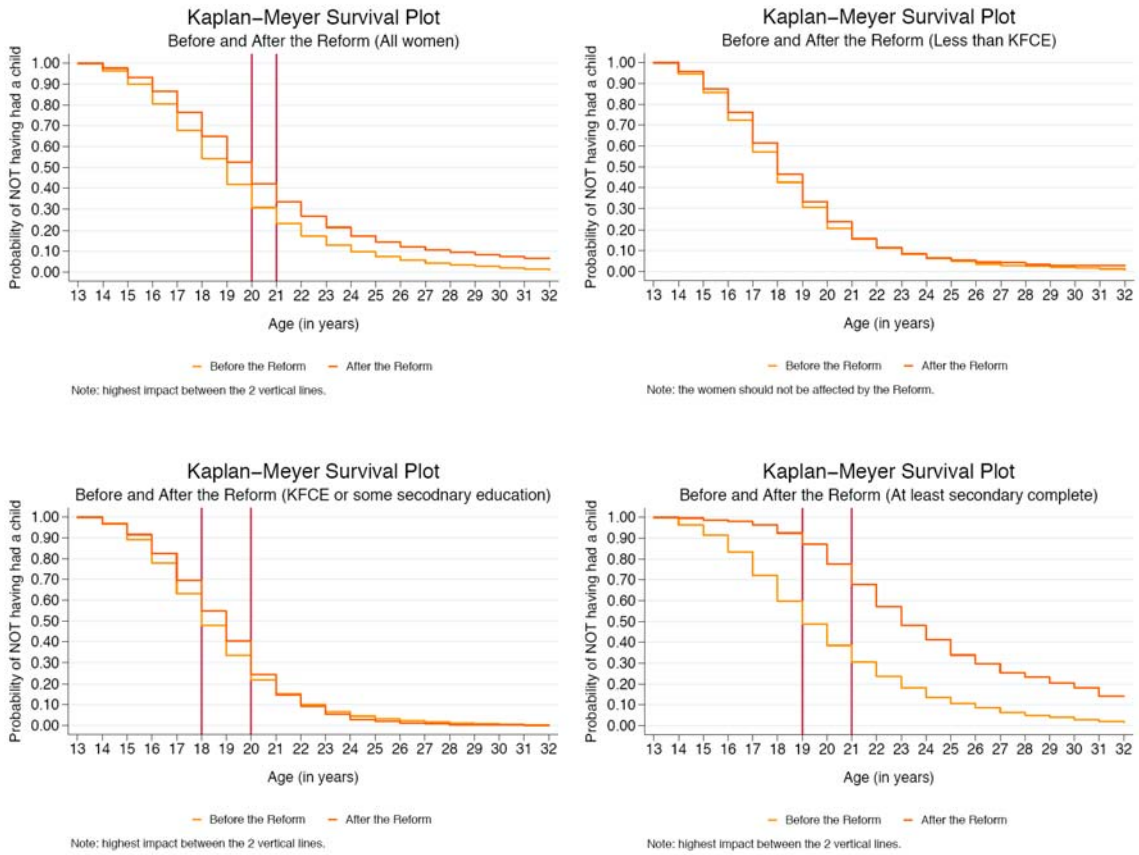 Kaplan–Meyer Survival Plot
Before and After the Reform (All women)
Probability of NOT having had a child
1.00
0.90
0.80
0.70
0.60
0.50
0.40
0.30
0.20
0.10
0.00
13 14 15 16 17 18 19 20 21 22 23 24 25 26 27 28 29 30 31 32
Age (in years)
Before the Reform After the Reform
Note: highest impact between the 2 vertical lines.
Kaplan–Meyer Survival Plot
Before and After the Reform (Less than KFCE)
Probability of NOT having had a child
1.00
0.90
0.80
0.70
0.60
0.50
0.40
0.30
0.20
0.10
0.00
13 14 15 16 17 18 19 20 21 22 23 24 25 26 27 28 29 30 31 32
Age (in years)
Before the Reform After the Reform
Note: the women should not be affected by the Reform.
Kaplan–Meyer Survival Plot
Before and After the Reform (KFCE or some secodnary education)
Probability of NOT having had a child
1.00
0.90
0.80
0.70
0.60
0.50
0.40
0.30
0.20
0.10
0.00
13 14 15 16 17 18 19 20 21 22 23 24 25 26 27 28 29 30 31 32
Age (in years)
Before the Reform After the Reform
Note: highest impact between the 2 vertical lines.
Kaplan–Meyer Survival Plot
Before and After the Reform (At least secondary complete)
Probability of NOT having had a child
1.00
0.90
0.80
0.70
0.60
0.50
0.40
0.30
0.20
0.10
0.00
13 14 15 16 17 18 19 20 21 22 23 24 25 26 27 28 29 30 31 32
Age (in years)
Before the Reform After the Reform
Note: highest impact between the 2 vertical lines.